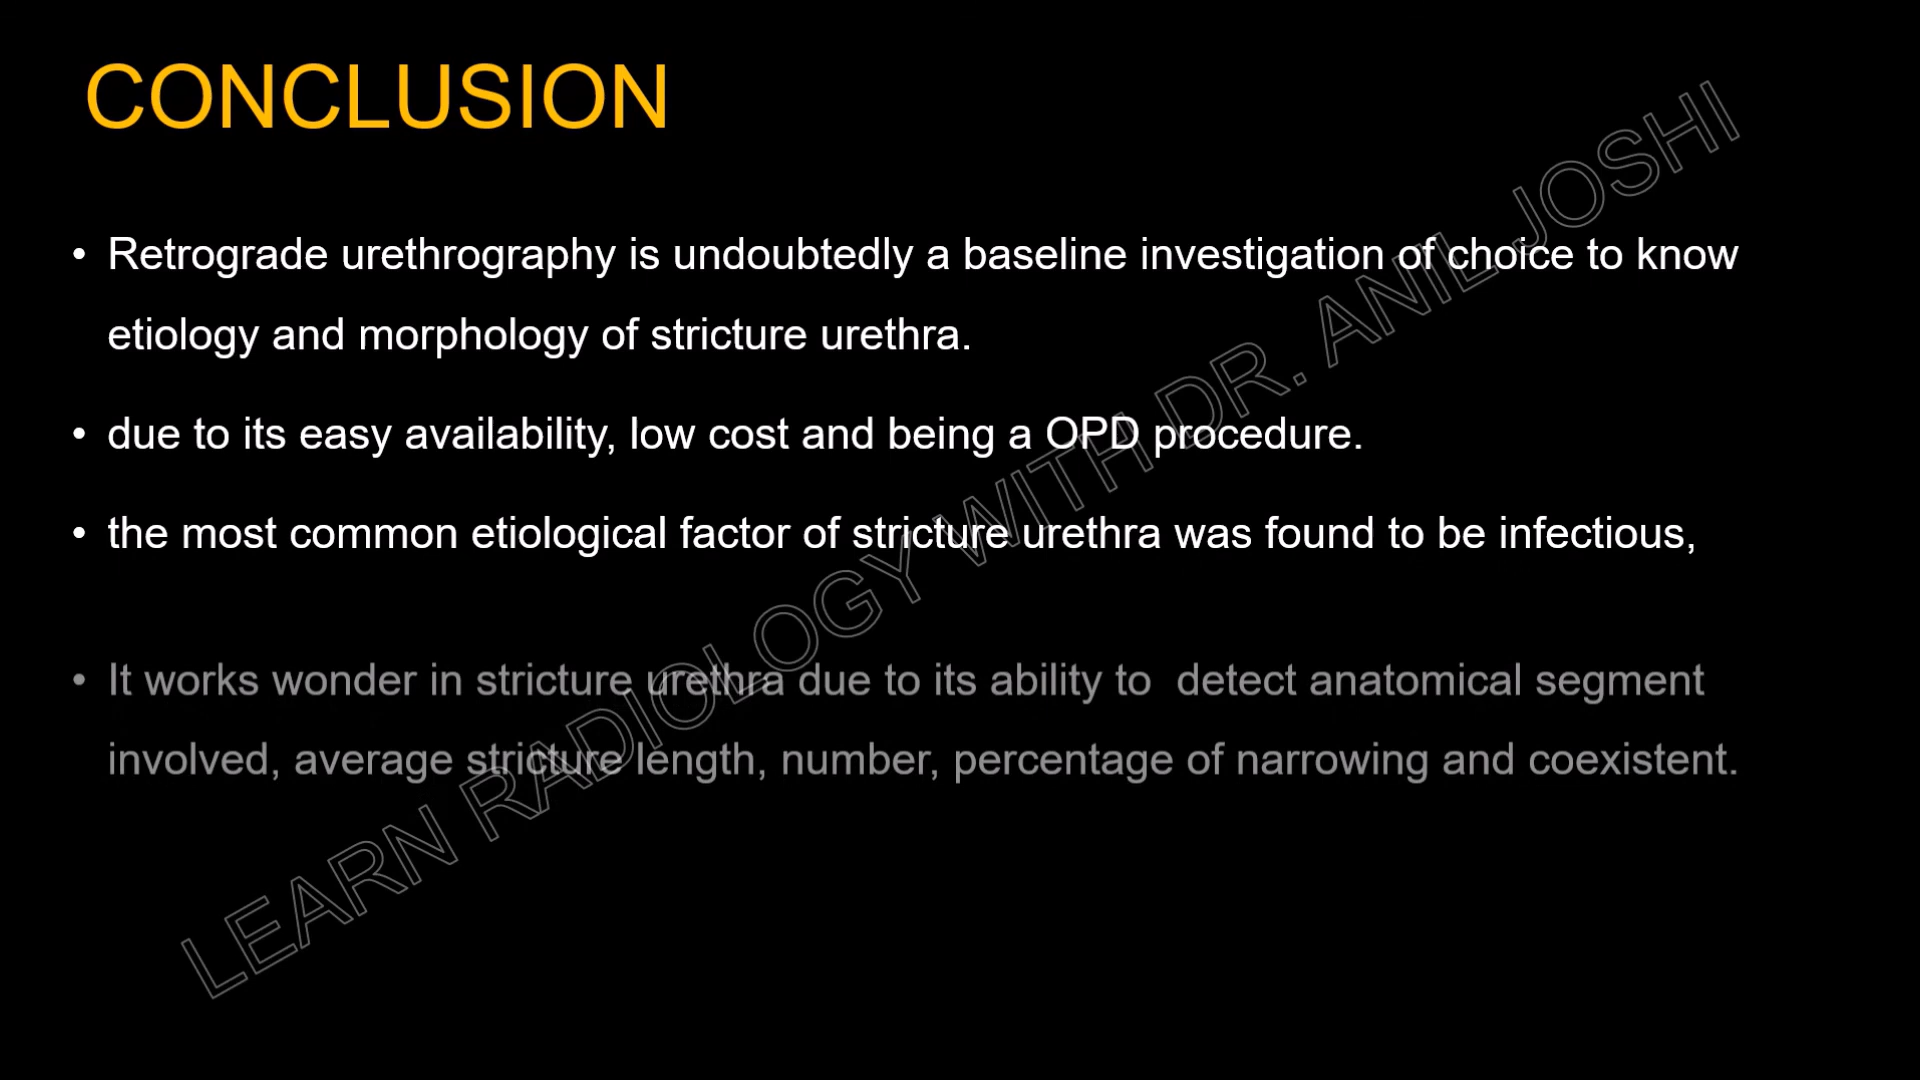 CONCLUSION
• Retrograde urethrography is undoubtedly a baseline investigation of choice to know
etiology and morphology of stricture urethra.
• due to its easy availability, low cost and being a OPD procedure.
• the most common etiological factor of stricture urethra was found to be infectious,
• It works wonder in stricture urethra due to its ability to  detect anatomical segment
involved, average stricture length, number, percentage of narrowing and coexistent.
LEARN RADIOLOGY WITH DR. ANIL JOSHI